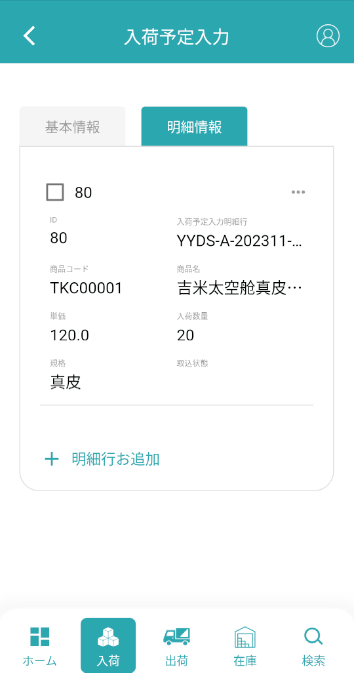 入荷予定入力
基本情報 明細情報
80
ID 入荷予定入力明細行
80 YYDS-A-202311-...
商品コード 商品名
TKC00001 吉米太空舱真皮…
単価 入荷数量
120.0 20
規格 取込状態
真皮
明細行お追加
ホーム 入荷 出荷 在庫 検索